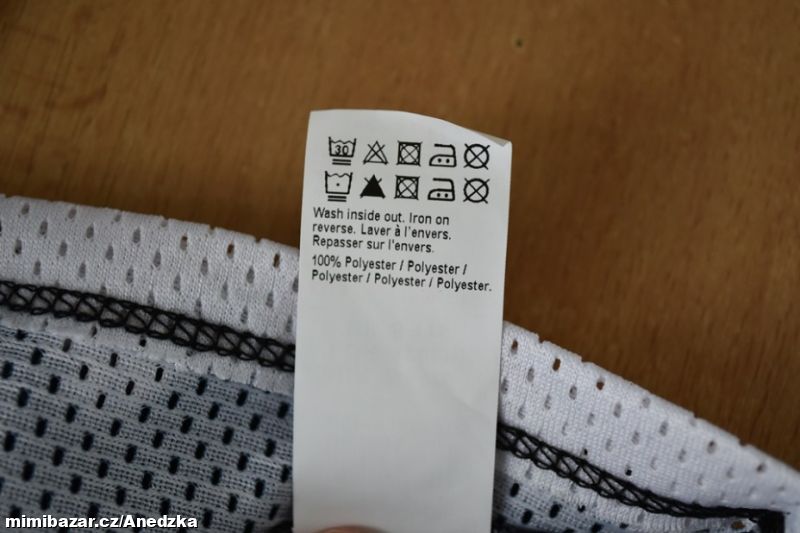 30
Wash inside out. Iron on
reverse. Laver à l'envers.
Repasser sur l'envers.
100% Polyester / Polyester /
Polyester / Polyester / Polyester.
mimibazar.cz/Anedzka